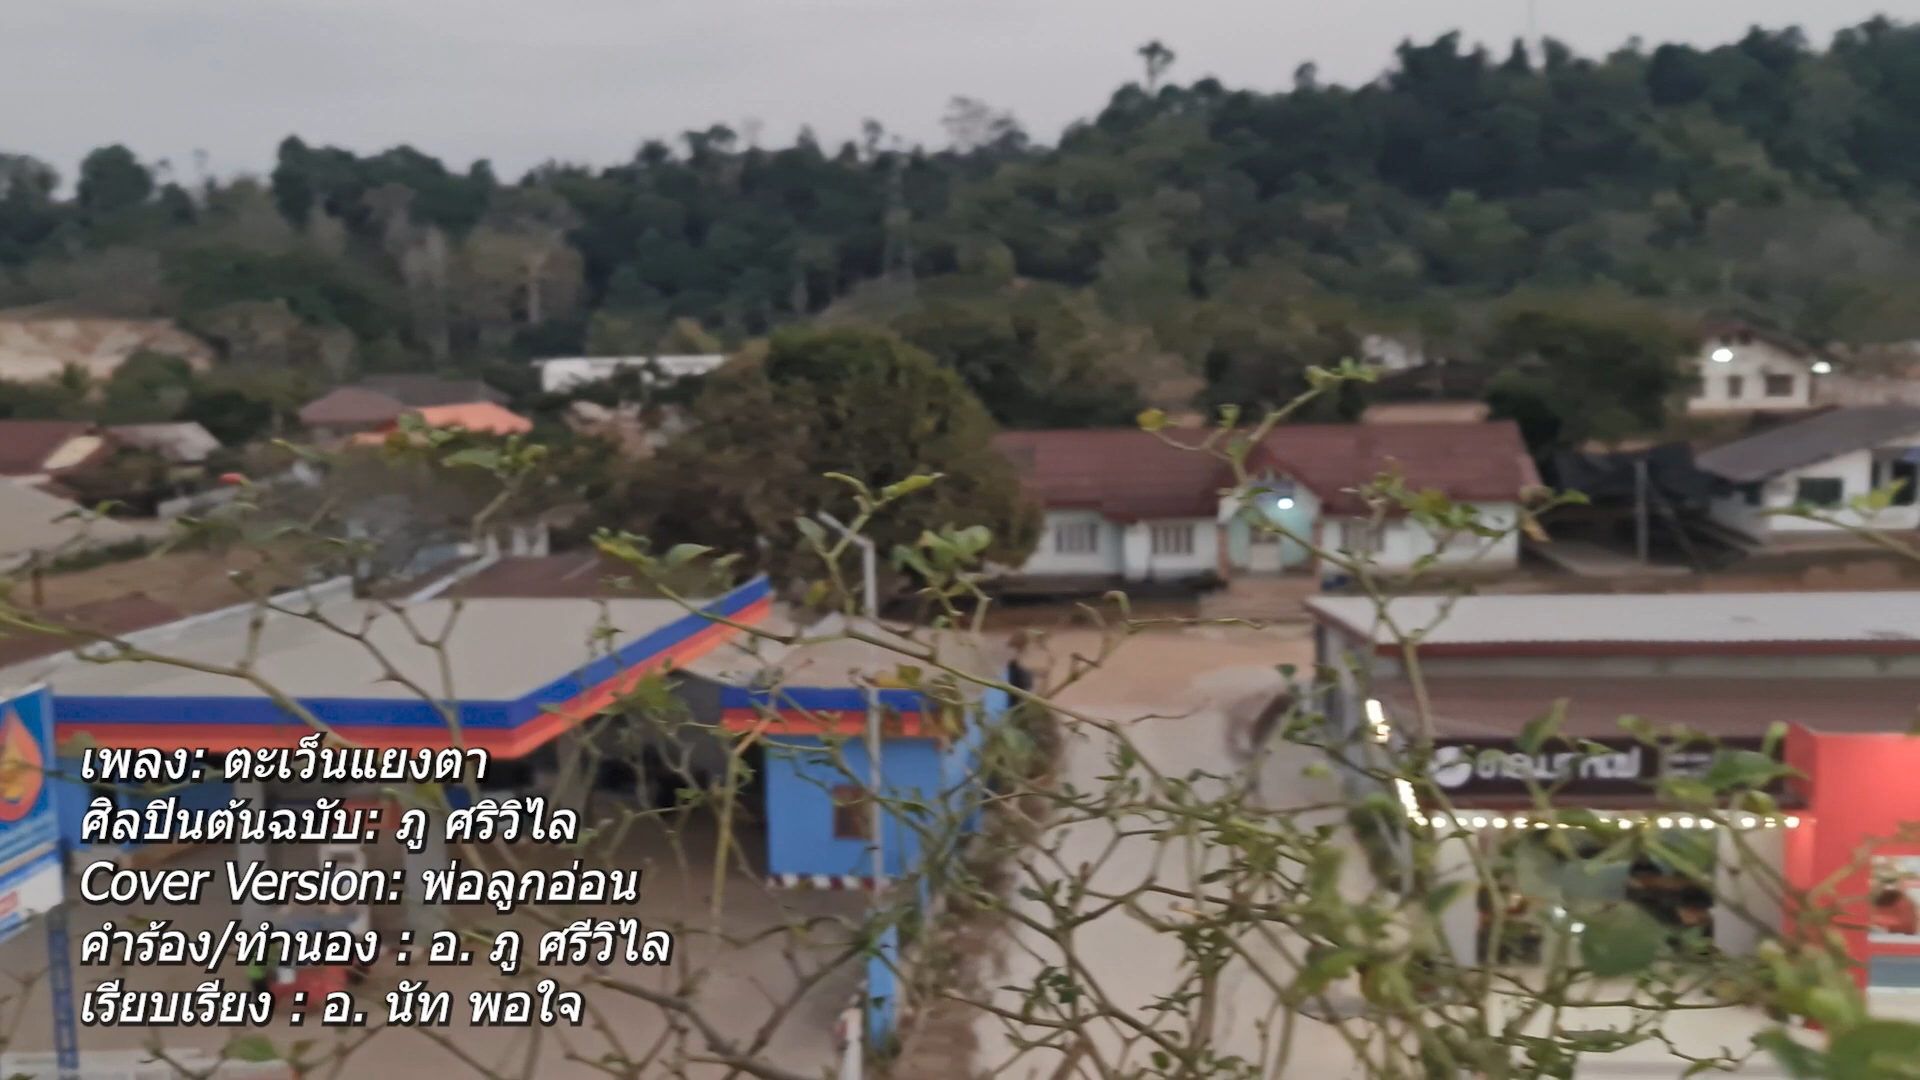 เพลง: ตะเว็นแยงตา
ศิลปินต้นฉบับ: ภู ศริวิไล
Cover Version: พ่อลูกอ่อน
คำร้อง/ทำนอง : อ. ภู ศรีวิไล
เรียบเรียง : อ. นัท พอใจ